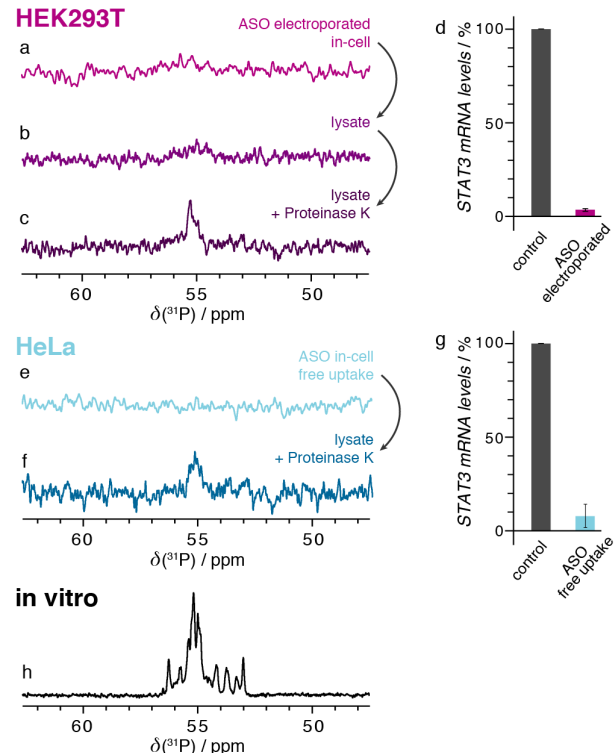 HEK293T
a
ASO electroporated
in-cell
b
lysate
c
lysate
+ Proteinase K
60
55
50
δ(³¹P) / ppm
d
STAT3 mRNA levels / %
100
50
0
control
ASO
electroporated
HeLa
e
ASO in-cell
free uptake
f
lysate
+ Proteinase K
60
55
50
δ(³¹P) / ppm
g
STAT3 mRNA levels / %
100
50
0
control
ASO
free uptake
in vitro
h
60
55
50
δ(³¹P) / ppm